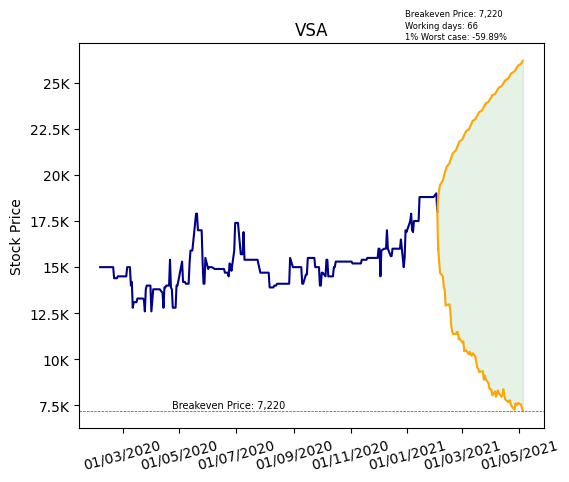 Breakeven Price: 7,220
Working days: 66
1% Worst case: -59.89%
VSA
Stock Price
25K
22.5K
20K
17.5K
15K
12.5K
10K
7.5K
Breakeven Price: 7,220
01/03/2020
01/05/2020
01/07/2020
01/09/2020
01/11/2020
01/01/2021
01/03/2021
01/05/2021